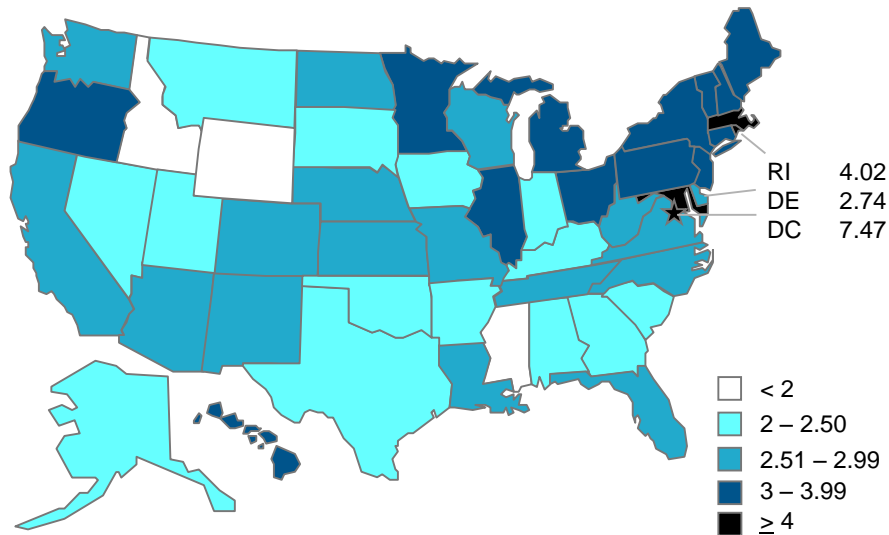 RI 4.02
DE 2.74
DC 7.47
< 2
2 – 2.50
2.51 – 2.99
3 – 3.99
≥ 4